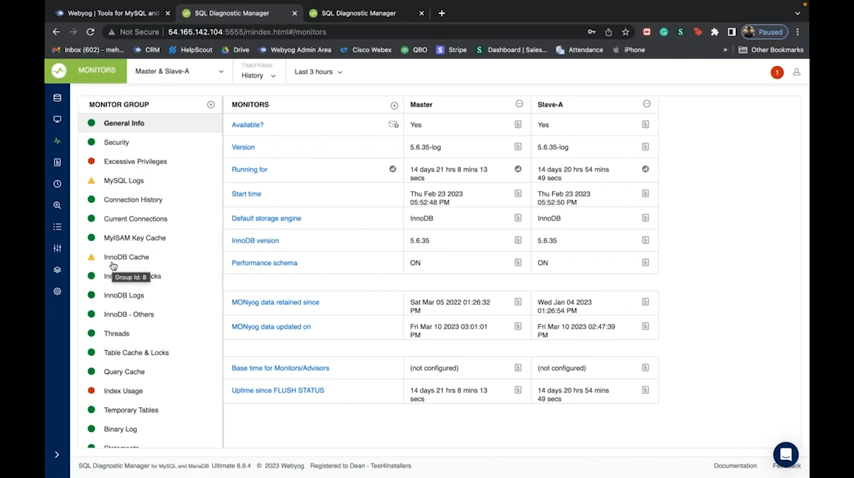 Webyog | Tools for MySQL and
SQL Diagnostic Manager
SQL Diagnostic Manager
Not Secure 54.165.142.104:5555/mindex.html#/monitors
Paused
Inbox (602) – meh...
CRM
HelpScout
Drive
Webyog Admin Area
Cisco Webex
QBO
Stripe
Dashboard | Sales...
Attendance
iPhone
Other Bookmarks
MONITORS
Master & Slave-A
TIMEFRAME
History
Last 3 hours
1
MONITOR GROUP
General Info
Security
Excessive Privileges
MySQL Logs
Connection History
Current Connections
MyISAM Key Cache
InnoDB Cache
Group Id: 8
InnoDB Logs
InnoDB - Others
Threads
Table Cache & Locks
Query Cache
Index Usage
Temporary Tables
Binary Log
MONITORS Master Slave-A
Available? Yes Yes
Version 5.6.35-log 5.6.35-log
Running for 14 days 21 hrs 8 mins 13 secs 14 days 20 hrs 54 mins 49 secs
Start time Thu Feb 23 2023 05:52:48 PM Thu Feb 23 2023 05:52:50 PM
Default storage engine InnoDB InnoDB
InnoDB version 5.6.35 5.6.35
Performance schema ON ON
MONyog data retained since Sat Mar 05 2022 01:26:32 PM Wed Jan 04 2023 01:26:54 PM
MONyog data updated on Fri Mar 10 2023 03:01:01 PM Fri Mar 10 2023 02:47:39 PM
Base time for Monitors/Advisors (not configured) (not configured)
Uptime since FLUSH STATUS 14 days 21 hrs 8 mins 13 secs 14 days 20 hrs 54 mins 49 secs
SQL Diagnostic Manager for MySQL and MariaDB Ultimate 8.9.4 © 2023 Webyog Registered to Dean - Test4Installers
Documentation